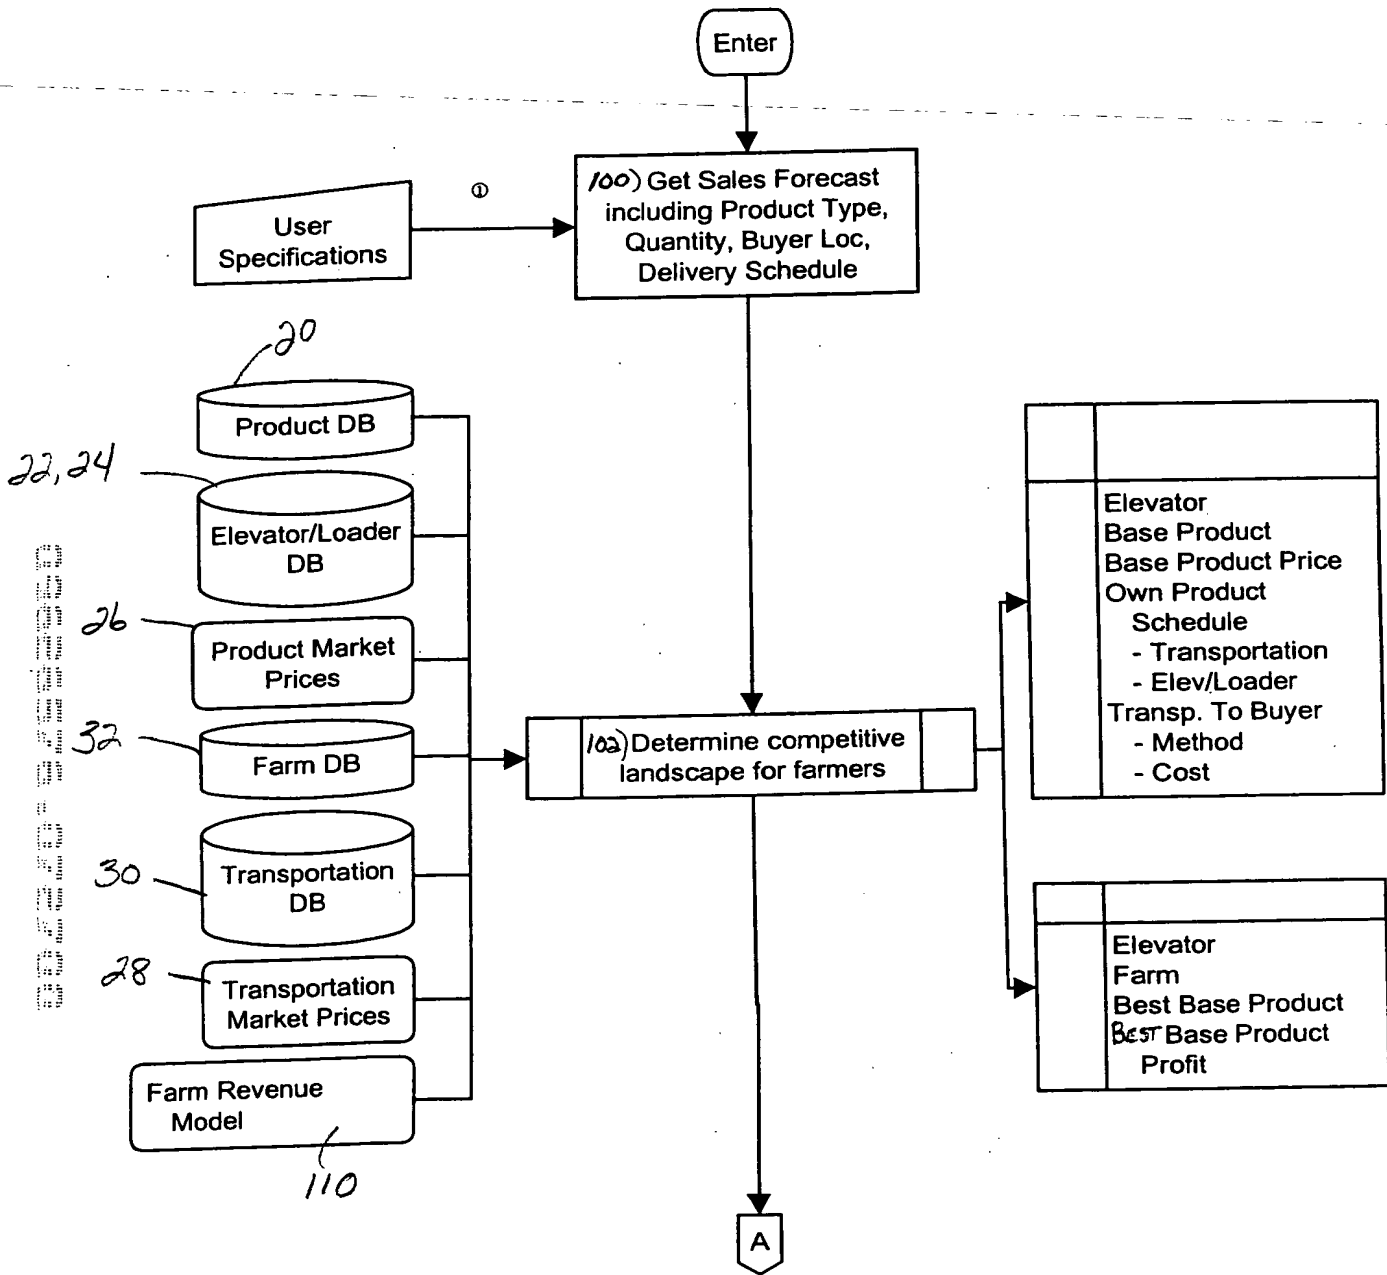 Enter
①
100) Get Sales Forecast
including Product Type,
Quantity, Buyer Loc,
Delivery Schedule
User
Specifications
20
Product DB
22, 24
Elevator/Loader
DB
26
Product Market
Prices
32
Farm DB
30
Transportation
DB
28
Transportation
Market Prices
Farm Revenue
Model
110
102) Determine competitive
landscape for farmers
Elevator
Base Product
Base Product Price
Own Product
Schedule
- Transportation
- Elev/Loader
Transp. To Buyer
- Method
- Cost
Elevator
Farm
Best Base Product
BEST Base Product
Profit
A